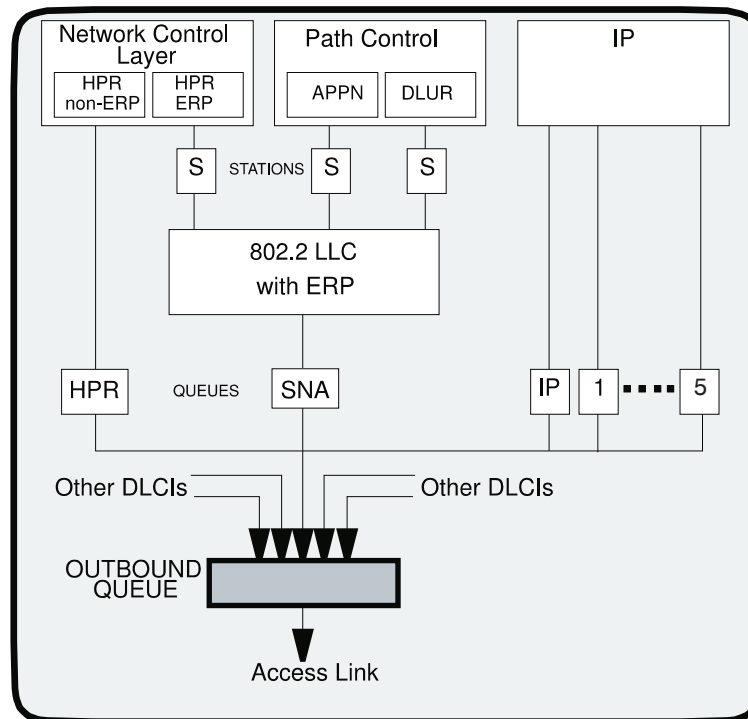 Network Control
Layer
Path Control
IP
HPR
non-ERP
HPR
ERP
APPN
DLUR
S
STATIONS
S
S
802.2 LLC
with ERP
HPR
QUEUES
SNA
IP
1
5
Other DLCIs
Other DLCIs
OUTBOUND
QUEUE
Access Link